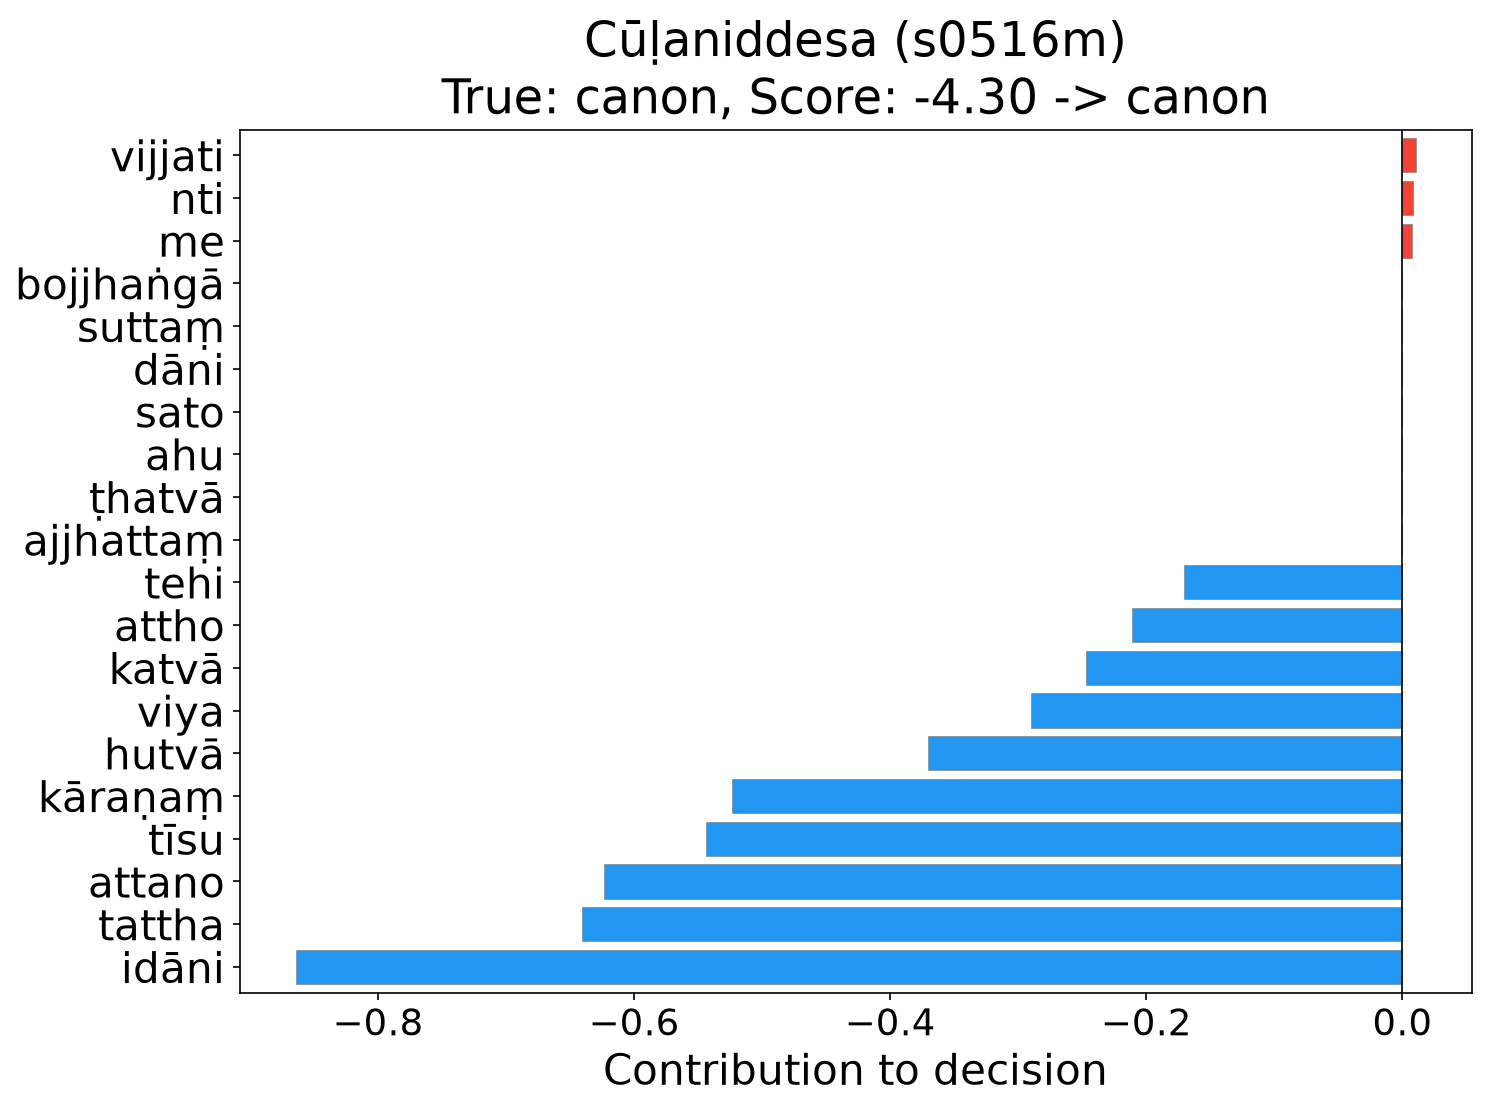 Cūḷaniddesa (s0516m)
True: canon, Score: -4.30 -> canon
vijjati
nti
me
bojjhaṅgā
suttaṃ
dāni
sato
ahu
ṭhatvā
ajjhattaṃ
tehi
attho
katvā
viya
hutvā
kāraṇaṃ
tīsu
attano
tattha
idāni
−0.8 −0.6 −0.4 −0.2 0.0
Contribution to decision